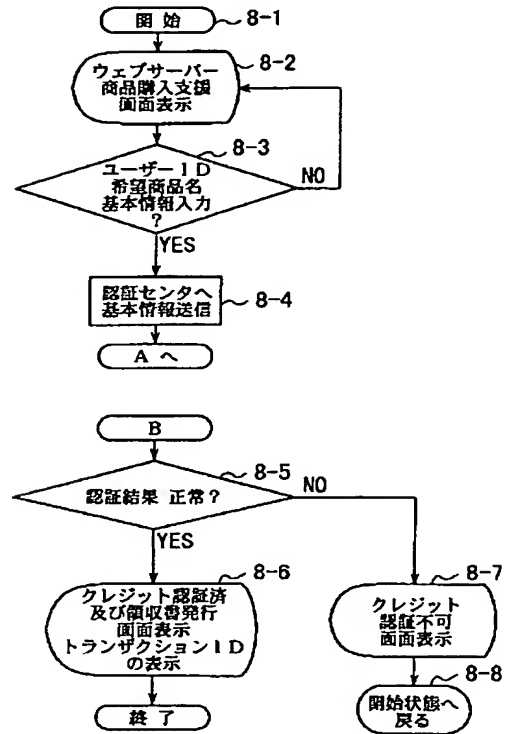 開始
8-1
ウェブサーバー
商品購入支援
画面表示
8-2
ユーザーID
希望商品名
基本情報入力
?
8-3
NO
YES
認証センタへ
基本情報送信
8-4
A へ
B
認証結果 正常?
8-5
NO
YES
クレジット認証済
及び領収書発行
画面表示
トランザクションID
の表示
8-6
クレジット
認証不可
画面表示
8-7
終了
開始状態へ
戻る
8-8